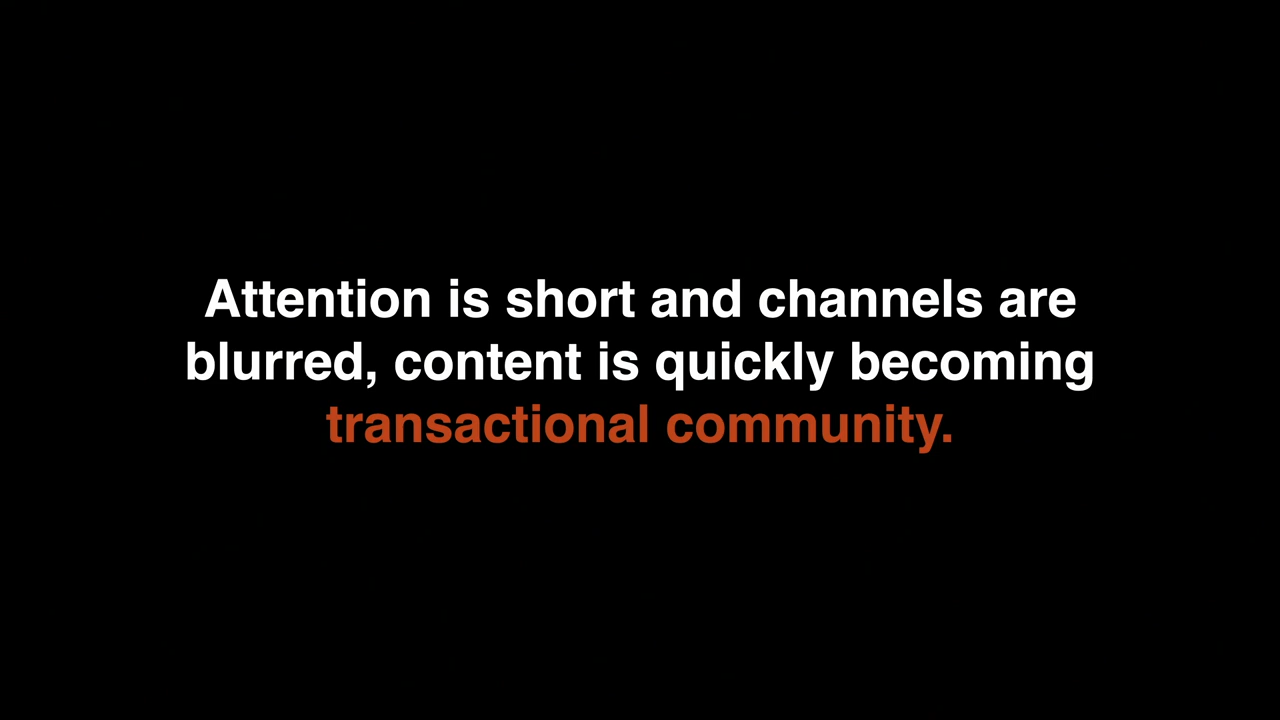 Attention is short and channels are
blurred, content is quickly becoming
transactional community.